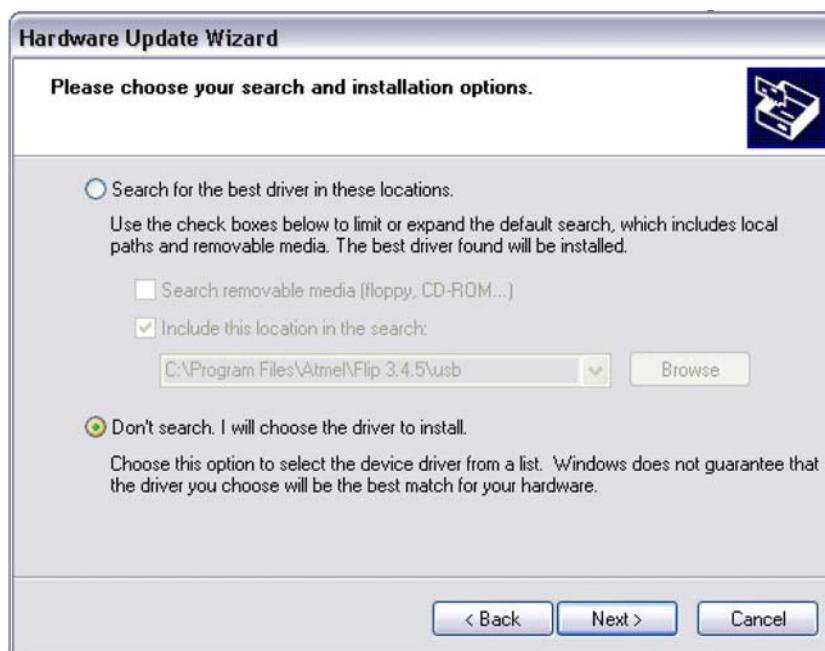 Hardware Update Wizard
Please choose your search and installation options.
Search for the best driver in these locations.
Use the check boxes below to limit or expand the default search, which includes local
paths and removable media. The best driver found will be installed.
Search removable media (floppy, CD-ROM...)
Include this location in the search:
C:\Program Files\Atmel\Flip 3.4.5\usb
Browse
Don't search. I will choose the driver to install.
Choose this option to select the device driver from a list. Windows does not guarantee that
the driver you choose will be the best match for your hardware.
< Back Next > Cancel